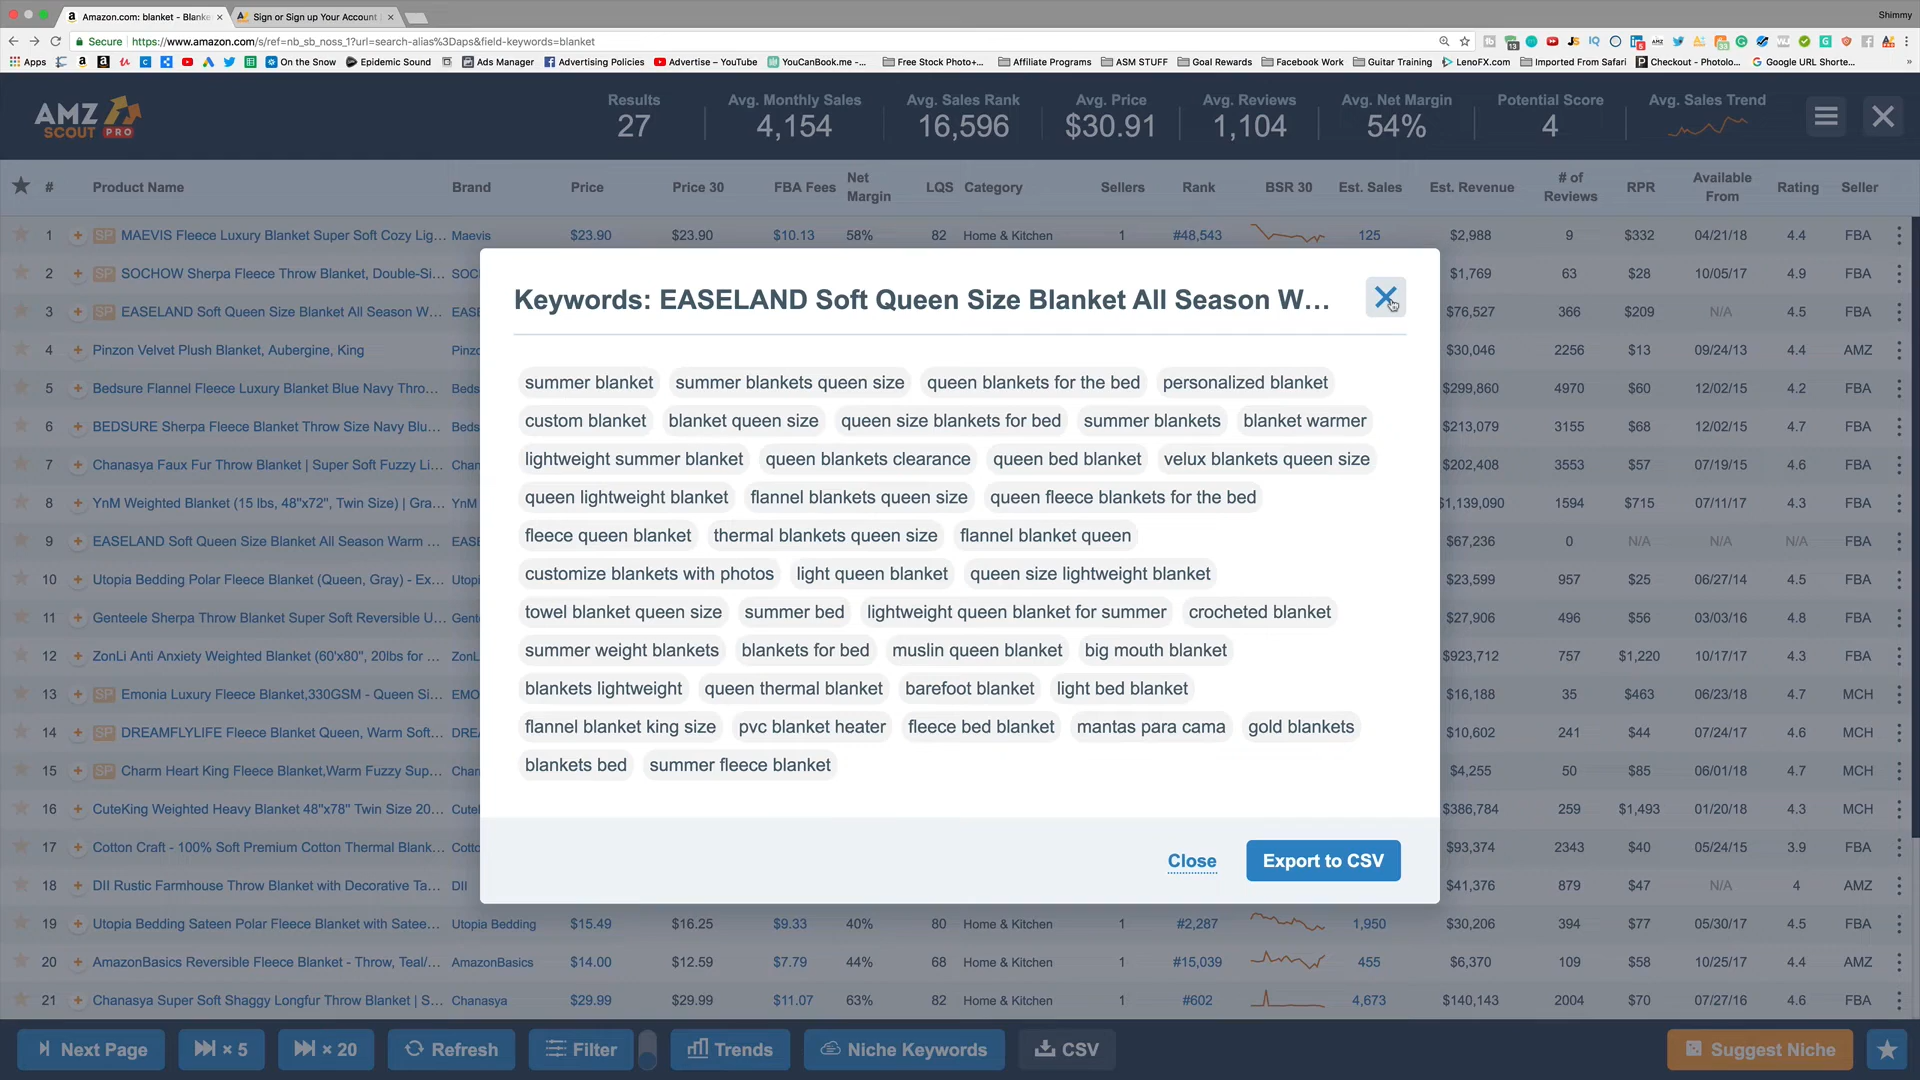 Amazon.com: blanket - Blanke
Sign or Sign up Your Account
Shimmy
Secure https://www.amazon.com/s/ref=nb_sb_noss_1?url=search-alias%3Daps&field-keywords=blanket
Apps On the Snow Epidemic Sound Ads Manager Advertising Policies Advertise – YouTube YouCanBook.me -... Free Stock Photo+... Affiliate Programs ASM STUFF Goal Rewards Facebook Work Guitar Training LenoFX.com Imported From Safari Checkout - Photolo... Google URL Shorte...
AMZ SCOUT PRO
Results Avg. Monthly Sales Avg. Sales Rank Avg. Price Avg. Reviews Avg. Net Margin Potential Score Avg. Sales Trend
27 4,154 16,596 $30.91 1,104 54% 4
# Product Name Brand Price Price 30 FBA Fees Net Margin LQS Category Sellers Rank BSR 30 Est. Sales Est. Revenue # of Reviews RPR Available From Rating Seller
1 + SP MAEVIS Fleece Luxury Blanket Super Soft Cozy Lig... Maevis $23.90 $23.90 $10.13 58% 82 Home & Kitchen 1 #48,543 125 $2,988 9 $332 04/21/18 4.4 FBA
2 + SP SOCHOW Sherpa Fleece Throw Blanket, Double-Si... SOC $1,769 63 $28 10/05/17 4.9 FBA
3 + SP EASELAND Soft Queen Size Blanket All Season W... EASE $76,527 366 $209 N/A 4.5 FBA
4 + Pinzon Velvet Plush Blanket, Aubergine, King Pinz $30,046 2256 $13 09/24/13 4.4 AMZ
5 + Bedsure Flannel Fleece Luxury Blanket Blue Navy Thro... Beds $299,860 4970 $60 12/02/15 4.2 FBA
6 + BEDSURE Sherpa Fleece Blanket Throw Size Navy Blu... Beds $213,079 3155 $68 12/02/15 4.7 FBA
7 + Chanasya Faux Fur Throw Blanket | Super Soft Fuzzy Li... Chan $202,408 3553 $57 07/19/15 4.6 FBA
8 + YnM Weighted Blanket (15 lbs, 48"x72", Twin Size) | Gra... YnM $1,139,090 1594 $715 07/11/17 4.3 FBA
9 + EASELAND Soft Queen Size Blanket All Season Warm ... EASE $67,236 0 N/A N/A N/A FBA
10 + Utopia Bedding Polar Fleece Blanket (Queen, Gray) - Ex... Utopi $23,599 957 $25 06/27/14 4.5 FBA
11 + Genteele Sherpa Throw Blanket Super Soft Reversible U... Gent $27,906 496 $56 03/03/16 4.8 FBA
12 + ZonLi Anti Anxiety Weighted Blanket (60'x80", 20lbs for ... ZonL $923,712 757 $1,220 10/17/17 4.3 FBA
13 + SP Emonia Luxury Fleece Blanket,330GSM - Queen Si... EMO $16,188 35 $463 06/23/18 4.7 MCH
14 + SP DREAMFLYLIFE Fleece Blanket Queen, Warm Soft... DRE $10,602 241 $44 07/24/17 4.6 MCH
15 + SP Charm Heart King Fleece Blanket,Warm Fuzzy Sup... Chan $4,255 50 $85 06/01/18 4.7 MCH
16 + CuteKing Weighted Heavy Blanket 48"x78" Twin Size 20... Cutel $386,784 259 $1,493 01/20/18 4.3 MCH
17 + Cotton Craft - 100% Soft Premium Cotton Thermal Blank... Cotto $93,374 2343 $40 05/24/15 3.9 FBA
18 + DII Rustic Farmhouse Throw Blanket with Decorative Ta... DII $41,376 879 $47 N/A 4 AMZ
19 + Utopia Bedding Sateen Polar Fleece Blanket with Satee... Utopia Bedding $15.49 $16.25 $9.33 40% 80 Home & Kitchen 1 #2,287 1,950 $30,206 394 $77 05/30/17 4.5 FBA
20 + AmazonBasics Reversible Fleece Blanket - Throw, Teal/... AmazonBasics $14.00 $12.59 $7.79 44% 68 Home & Kitchen 1 #15,039 455 $6,370 109 $58 10/25/17 4.4 AMZ
21 + Chanasya Super Soft Shaggy Longfur Throw Blanket | S... Chanasya $29.99 $29.99 $11.07 63% 82 Home & Kitchen 1 #602 4,673 $140,143 2004 $70 07/27/16 4.6 FBA
Keywords: EASELAND Soft Queen Size Blanket All Season W...
summer blanket summer blankets queen size queen blankets for the bed personalized blanket
custom blanket blanket queen size queen size blankets for bed summer blankets blanket warmer
lightweight summer blanket queen blankets clearance queen bed blanket velux blankets queen size
queen lightweight blanket flannel blankets queen size queen fleece blankets for the bed
fleece queen blanket thermal blankets queen size flannel blanket queen
customize blankets with photos light queen blanket queen size lightweight blanket
towel blanket queen size summer bed lightweight queen blanket for summer crocheted blanket
summer weight blankets blankets for bed muslin queen blanket big mouth blanket
blankets lightweight queen thermal blanket barefoot blanket light bed blanket
flannel blanket king size pvc blanket heater fleece bed blanket mantas para cama gold blankets
blankets bed summer fleece blanket
Close Export to CSV
Next Page × 5 × 20 Refresh Filter Trends Niche Keywords CSV Suggest Niche